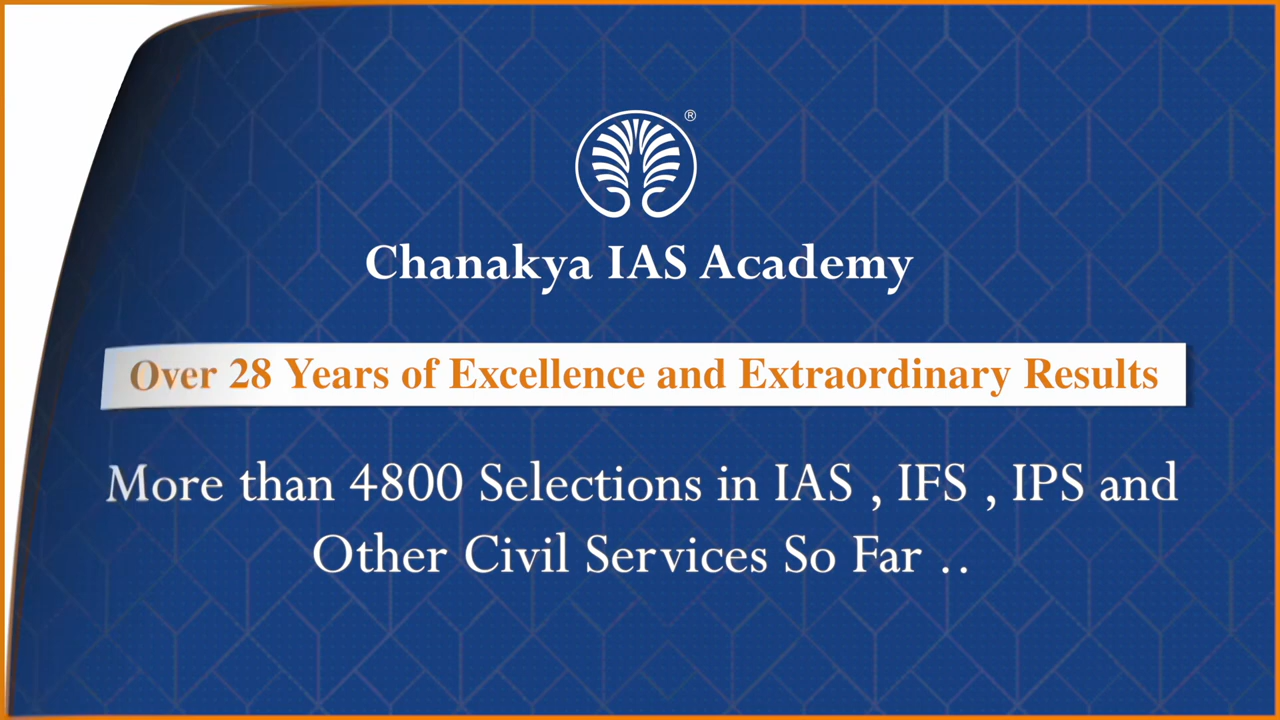 ®
Chanakya IAS Academy
Over 28 Years of Excellence and Extraordinary Results
More than 4800 Selections in IAS , IFS , IPS and
Other Civil Services So Far ..